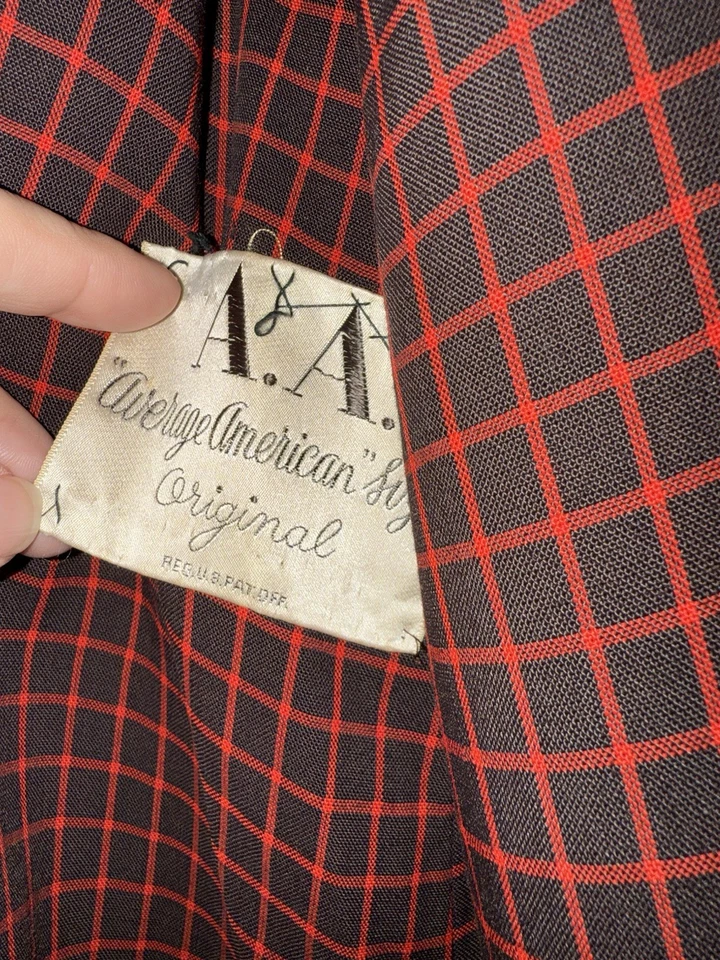 "A.A.
"Average American"
Original
REG.U.S.PAT.OFF.